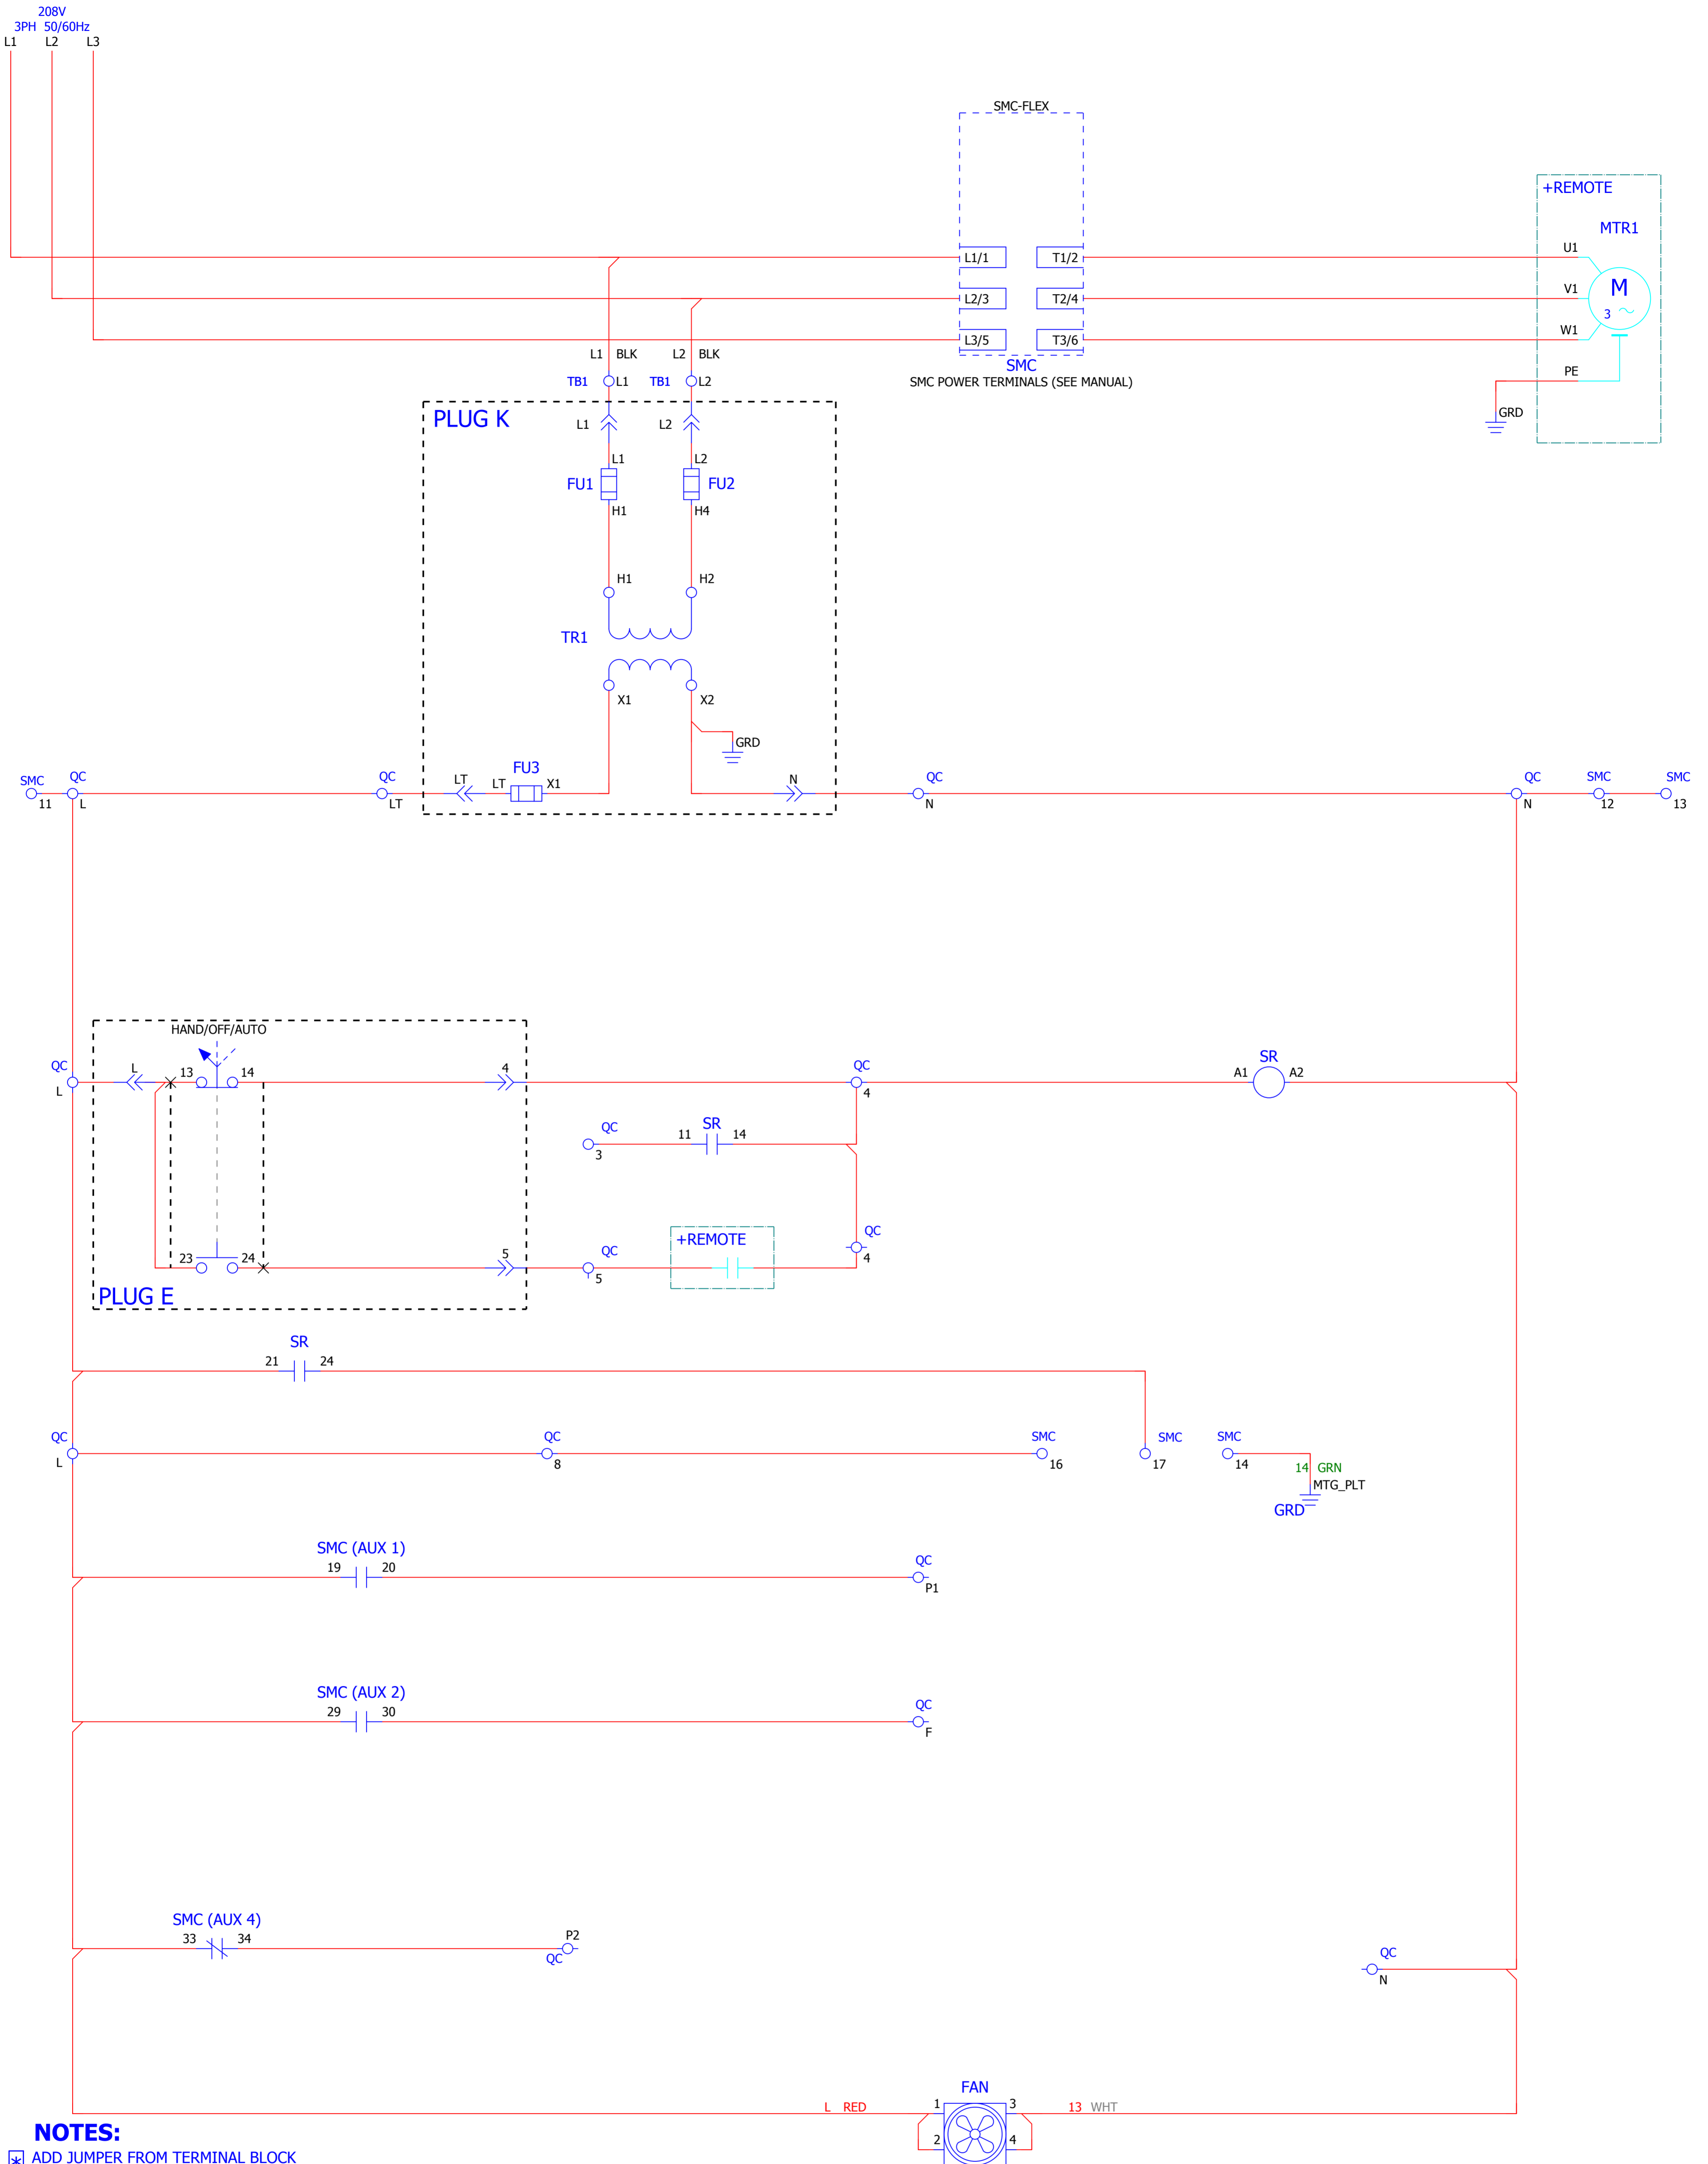 208V
3PH 50/60Hz
L1 L2 L3
SMC-FLEX
+REMOTE
MTR1
U1
L1/1 T1/2
M
V1
3
L2/3 T2/4
W1
L3/5 T3/6
L1 BLK L2 BLK
SMC
PE
TB1 L1 TB1 L2
SMC POWER TERMINALS (SEE MANUAL)
PLUG K
GRD
L1 L2
L1 L2
FU1 FU2
H1 H4
H1 H2
TR1
X1 X2
GRD
FU3
SMC QC QC LT LT X1 N QC QC SMC SMC
11 L LT N N 12 13
HAND/OFF/AUTO
QC L 13 14 4 QC SR
L 4 A1 A2
SR
QC 11 14
3
QC
+REMOTE
QC
4
23 24 5
5
PLUG E
SR
21 24
QC QC SMC SMC SMC
L 8 16 17 14
14 GRN
MTG_PLT
GRD
SMC (AUX 1)
19 20 QC
P1
SMC (AUX 2)
29 30 QC
F
SMC (AUX 4)
33 34 P2
QC
QC
N
FAN
L RED 1 3 13 WHT
2 4
NOTES:
* ADD JUMPER FROM TERMINAL BLOCK